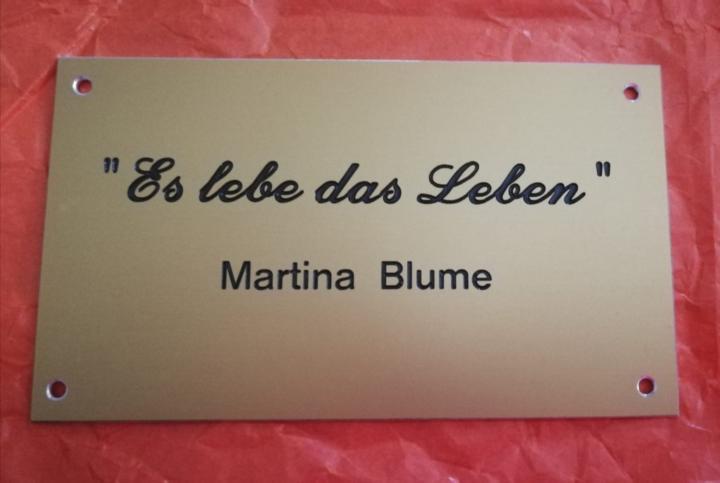 "Es lebe das Leben"
Martina Blume